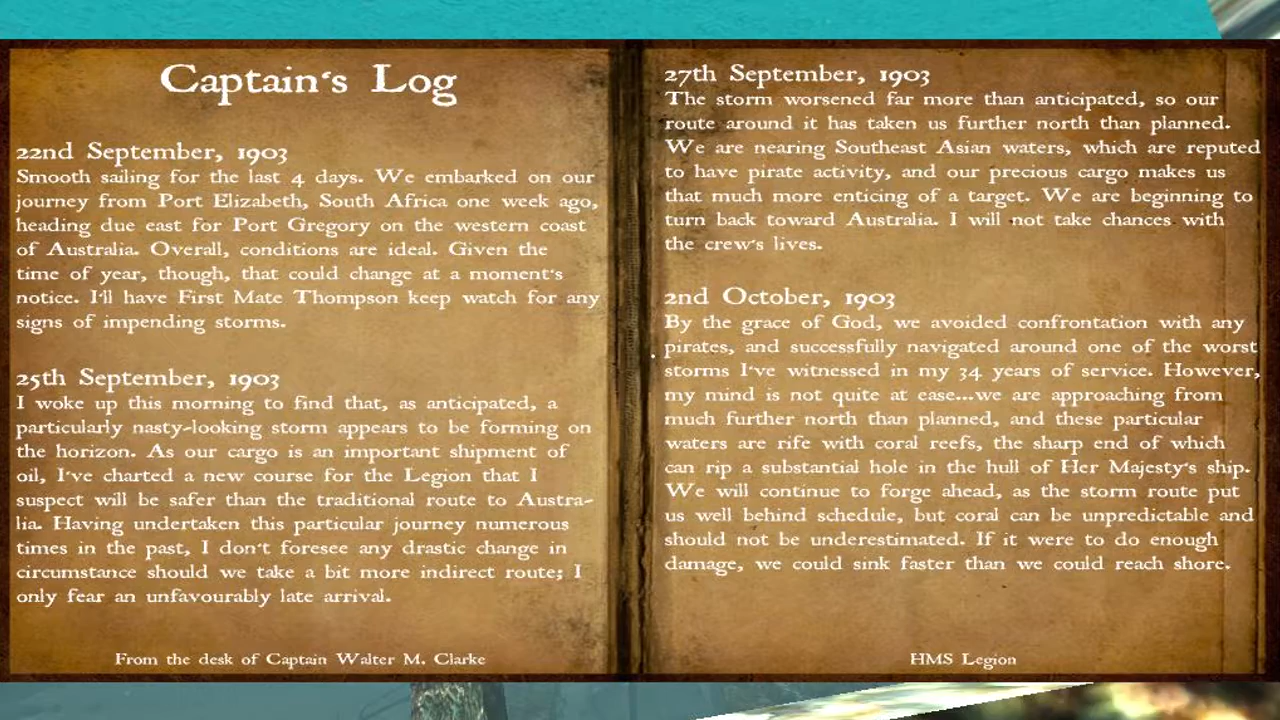 Captain's Log
22nd September, 1903
Smooth sailing for the last 4 days. We embarked on our
journey from Port Elizabeth, South Africa one week ago,
heading due east for Port Gregory on the western coast
of Australia. Overall, conditions are ideal. Given the
time of year, though, that could change at a moment's
notice. I'll have First Mate Thompson keep watch for any
signs of impending storms.
25th September, 1903
I woke up this morning to find that, as anticipated, a
particularly nasty-looking storm appears to be forming on
the horizon. As our cargo is an important shipment of
oil, I've charted a new course for the Legion that I
suspect will be safer than the traditional route to Austra-
lia. Having undertaken this particular journey numerous
times in the past, I don't foresee any drastic change in
circumstance should we take a bit more indirect route; I
only fear an unfavourably late arrival.
From the desk of Captain Walter M. Clarke
27th September, 1903
The storm worsened far more than anticipated, so our
route around it has taken us further north than planned.
We are nearing Southeast Asian waters, which are reputed
to have pirate activity, and our precious cargo makes us
that much more enticing of a target. We are beginning to
turn back toward Australia. I will not take chances with
the crew's lives.
2nd October, 1903
By the grace of God, we avoided confrontation with any
pirates, and successfully navigated around one of the worst
storms I've witnessed in my 34 years of service. However,
my mind is not quite at ease...we are approaching from
much further north than planned, and these particular
waters are rife with coral reefs, the sharp end of which
can rip a substantial hole in the hull of Her Majesty's ship.
We will continue to forge ahead, as the storm route put
us well behind schedule, but coral can be unpredictable and
should not be underestimated. If it were to do enough
damage, we could sink faster than we could reach shore.
HMS Legion